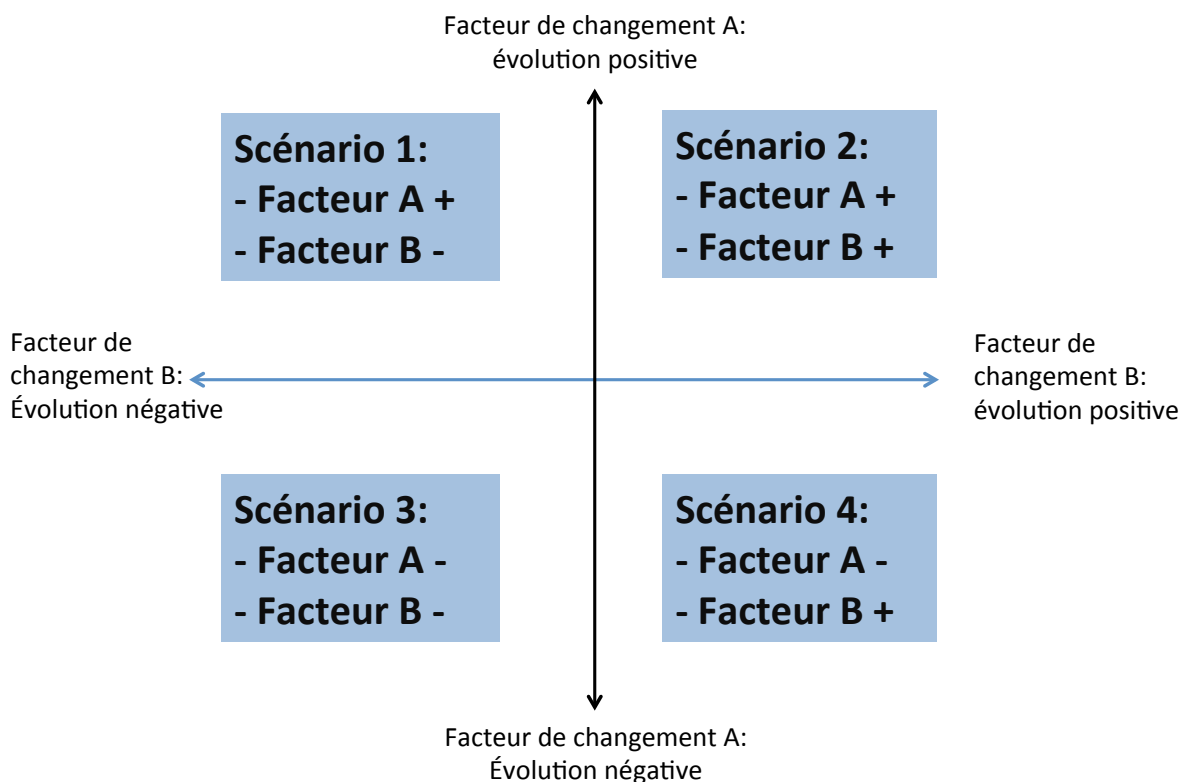 Facteur de changement A:
évolution positive
Scénario 1:
- Facteur A +
- Facteur B -
Scénario 2:
- Facteur A +
- Facteur B +
Facteur de
changement B:
Évolution négative
Facteur de
changement B:
évolution positive
Scénario 3:
- Facteur A -
- Facteur B -
Scénario 4:
- Facteur A -
- Facteur B +
Facteur de changement A:
Évolution négative